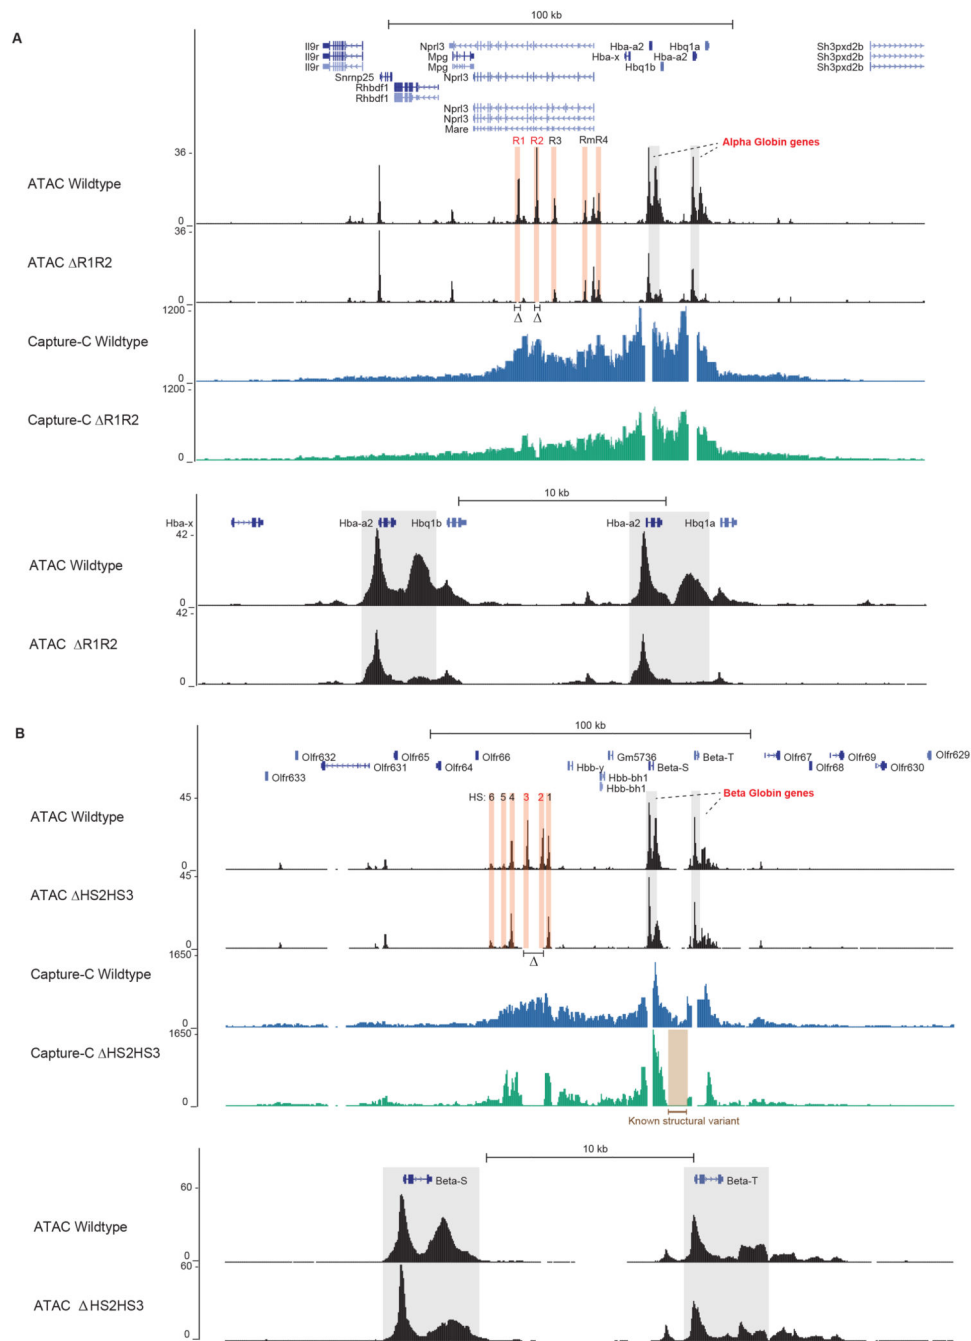 A
100 kb
Il9r Nprl3 Hba-a2 Hbq1a Sh3pxd2b
Il9r Mpg Hba-x Hba-a2 Sh3pxd2b
Il9r Mpg Hbq1b Sh3pxd2b
Snrnp25 Nprl3
Rhbdf1
Rhbdf1
Nprl3
Nprl3
Mare
R1 R2 R3 RmR4 Alpha Globin genes
36
ATAC Wildtype
0
36
ATAC ΔR1R2
0
Δ Δ
1200
Capture-C Wildtype
0
1200
Capture-C ΔR1R2
0
10 kb
Hba-x Hba-a2 Hbq1b Hba-a2 Hbq1a
42
ATAC Wildtype
0
42
ATAC ΔR1R2
0
B
100 kb
Olfr632 Olfr65 Olfr66 Gm5736 Beta-T Olfr67 Olfr69 Olfr629
Olfr631 Olfr64 Hbb-y Beta-S Olfr68 Olfr630
Olfr633 Hbb-bh1
Hbb-bh1
HS: 6 5 4 3 2 1 Beta Globin genes
45
ATAC Wildtype
0
45
ATAC ΔHS2HS3
0
Δ
1650
Capture-C Wildtype
0
1650
Capture-C ΔHS2HS3
0
Known structural variant
10 kb
Beta-S Beta-T
60
ATAC Wildtype
0
60
ATAC ΔHS2HS3
0